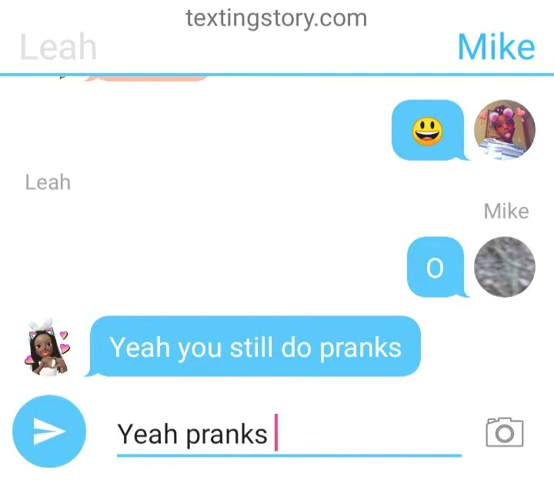 textingstory.com
Leah Mike
😃
Leah
Mike
O
Yeah you still do pranks
Yeah pranks